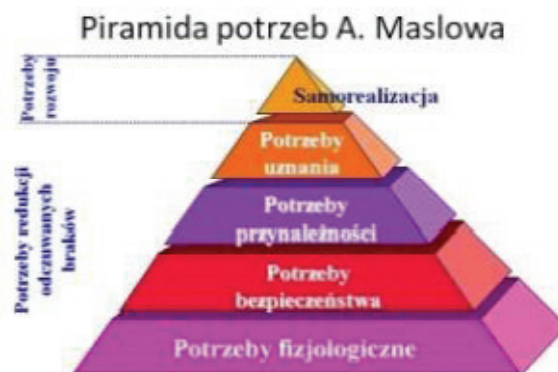 Piramida potrzeb A. Maslowa
Potrzeby
rozwoju
Samorealizacja
Potrzeby
uznania
Potrzeby redukcji
odczuwanych
braków
Potrzeby
przynależności
Potrzeby
bezpieczeństwa
Potrzeby fizjologiczne